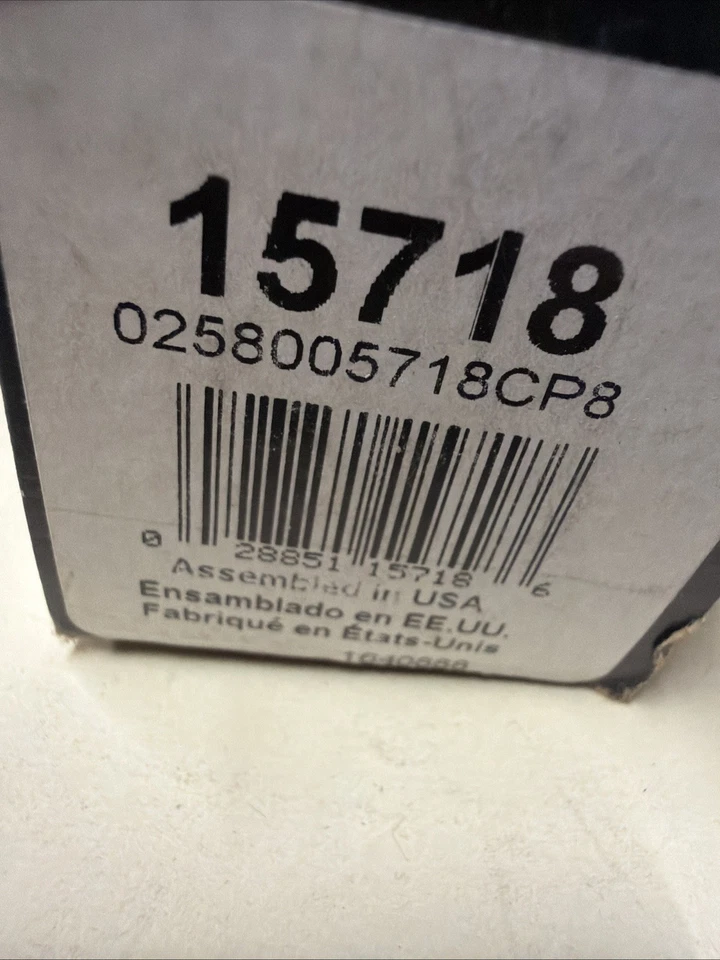 15718
0258005718CP8
0 28851 15718 6
Assembled in USA
Ensamblado en EE.UU.
Fabriqué en États-Unis